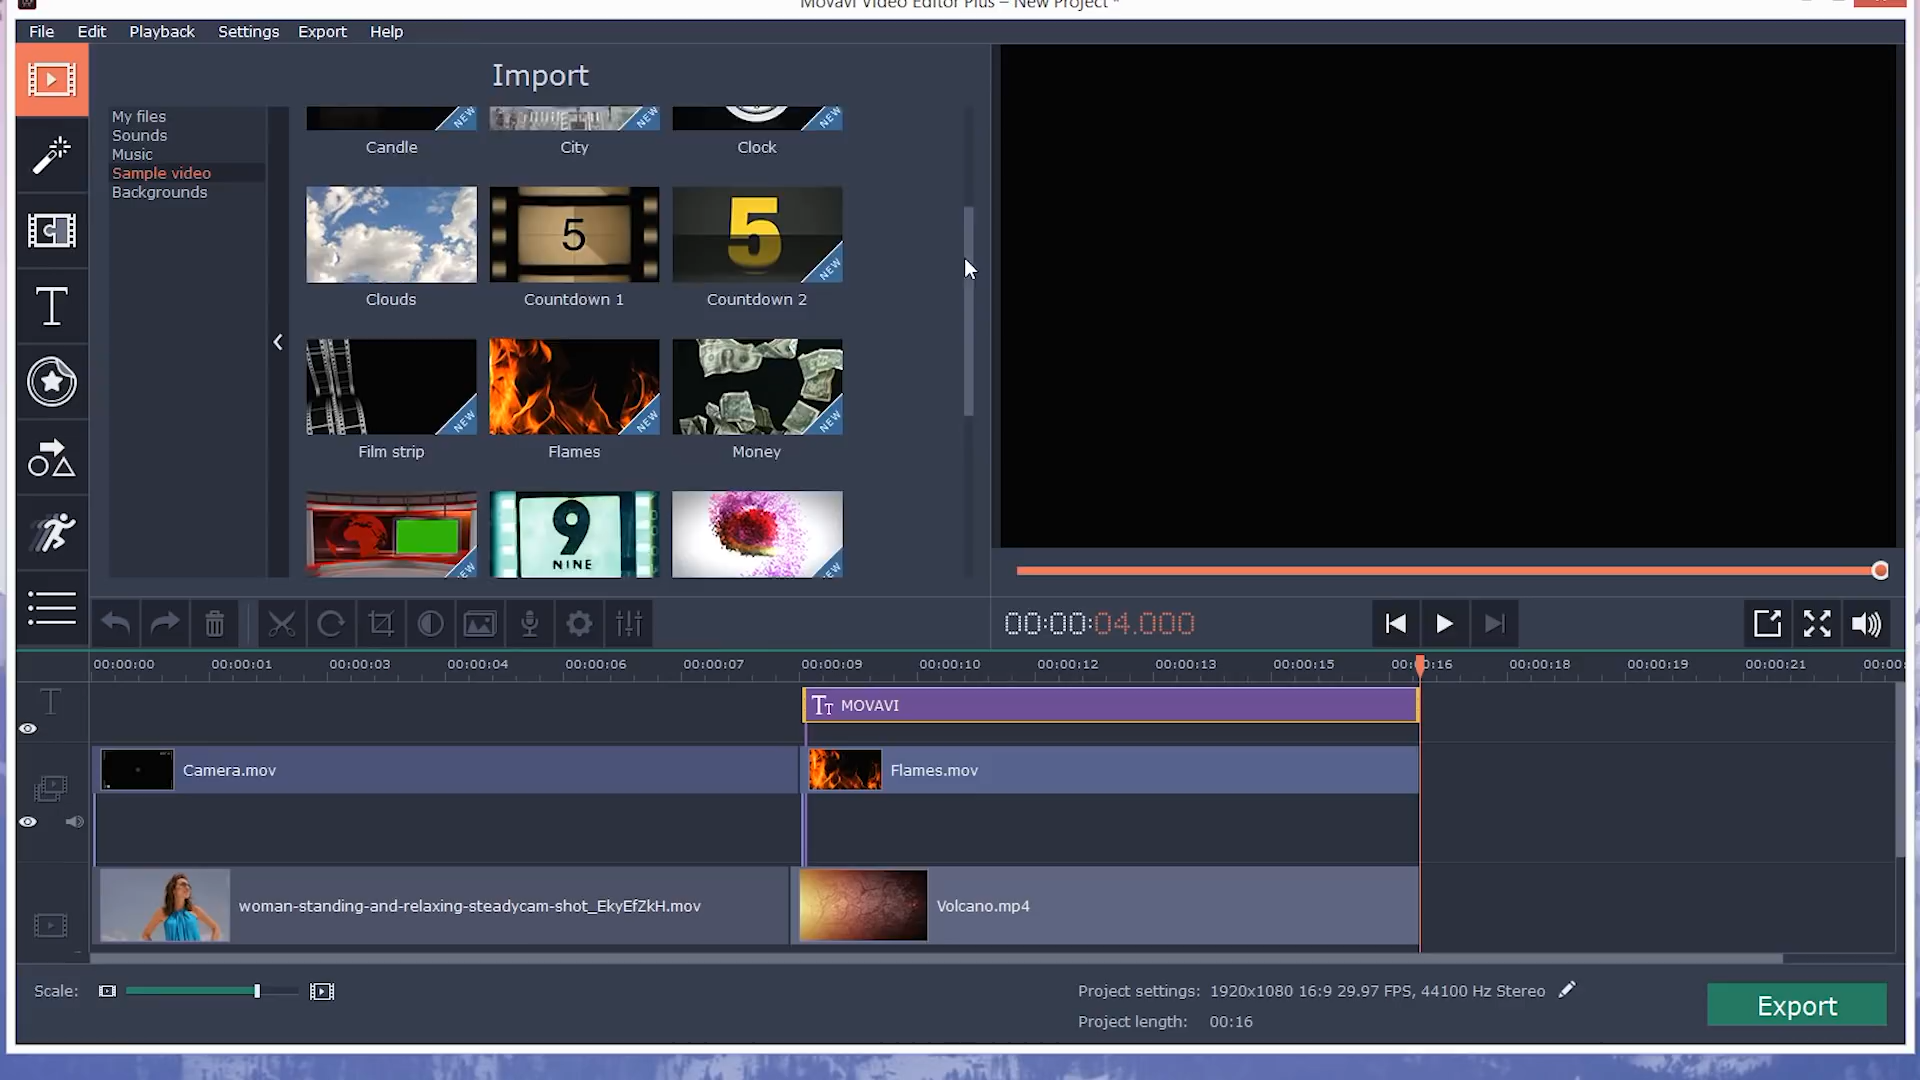 Movavi Video Editor Plus – New Project *
File Edit Playback Settings Export Help
Import
My files
Sounds
Music
Sample video
Backgrounds
NEW NEW NEW
Candle City Clock
5 5 NEW
Clouds Countdown 1 Countdown 2
NEW NEW NEW
Film strip Flames Money
9
NINE
NEW NEW
00:00:04.000
00:00:00 00:00:01 00:00:03 00:00:04 00:00:06 00:00:07 00:00:09 00:00:10 00:00:12 00:00:13 00:00:15 00:00:16 00:00:18 00:00:19 00:00:21
T
TT MOVAVI
Camera.mov Flames.mov
woman-standing-and-relaxing-steadycam-shot_EkyEfZkH.mov Volcano.mp4
Scale:
Project settings: 1920x1080 16:9 29.97 FPS, 44100 Hz Stereo
Project length: 00:16
Export